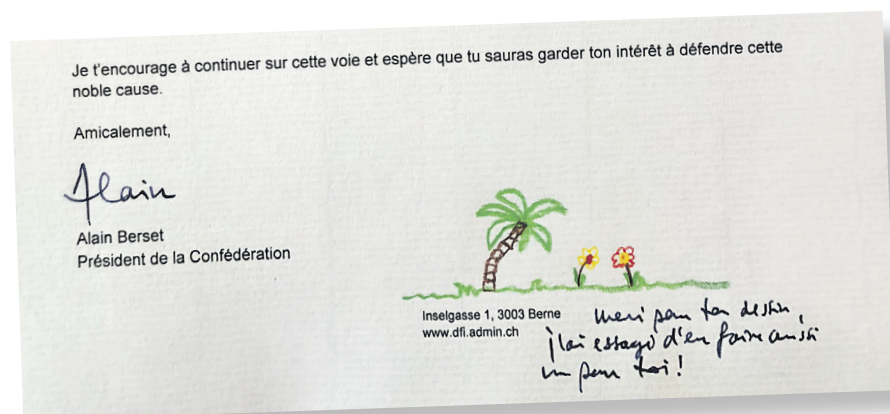 Je t'encourage à continuer sur cette voie et espère que tu sauras garder ton intérêt à défendre cette
noble cause.
Amicalement,
Alain
Alain Berset
Président de la Confédération
Inselgasse 1, 3003 Berne
www.dfi.admin.ch
merci pour ton dessin,
j'ai essayé d'en faire aussi
un pour toi !